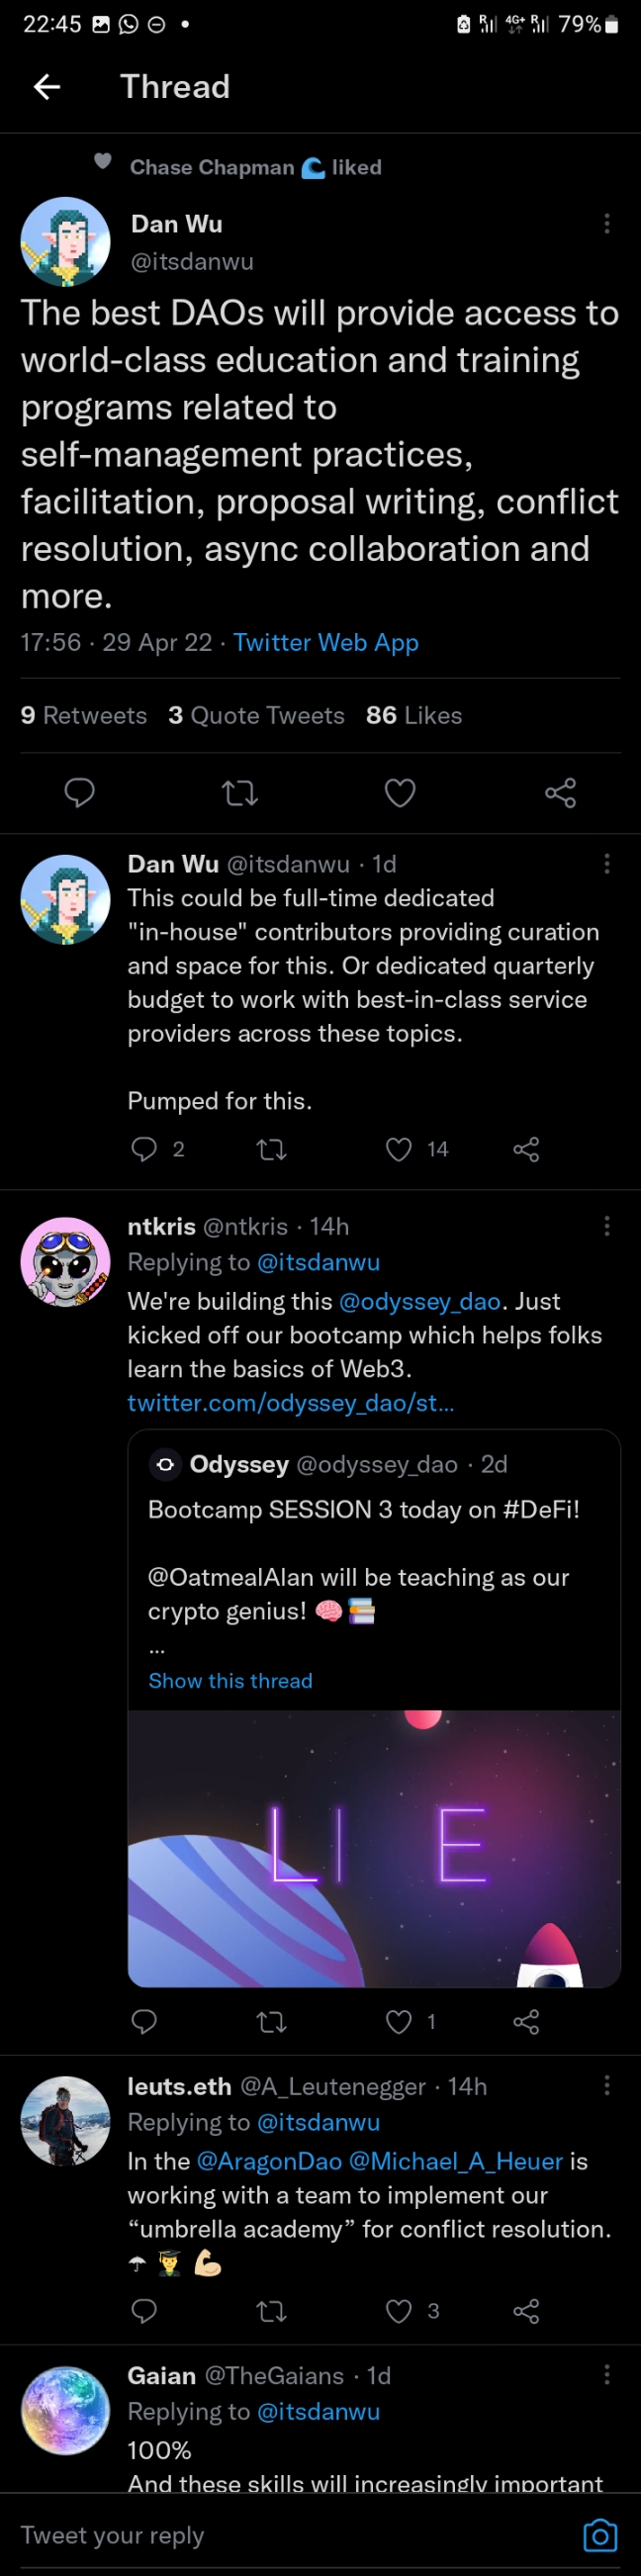 22:45
R 4G+ R 79%
Thread
Chase Chapman 🌊 liked
Dan Wu
@itsdanwu
The best DAOs will provide access to
world-class education and training
programs related to
self-management practices,
facilitation, proposal writing, conflict
resolution, async collaboration and
more.
17:56 · 29 Apr 22 · Twitter Web App
9 Retweets 3 Quote Tweets 86 Likes
Dan Wu @itsdanwu · 1d
This could be full-time dedicated
"in-house" contributors providing curation
and space for this. Or dedicated quarterly
budget to work with best-in-class service
providers across these topics.
Pumped for this.
2 14
ntkris @ntkris · 14h
Replying to @itsdanwu
We're building this @odyssey_dao. Just
kicked off our bootcamp which helps folks
learn the basics of Web3.
twitter.com/odyssey_dao/st...
Odyssey @odyssey_dao · 2d
Bootcamp SESSION 3 today on #DeFi!
@OatmealAlan will be teaching as our
crypto genius! 🧠📚
...
Show this thread
LI E
1
leuts.eth @A_Leutenegger · 14h
Replying to @itsdanwu
In the @AragonDao @Michael_A_Heuer is
working with a team to implement our
“umbrella academy” for conflict resolution.
☂️ 👨‍🎓 💪🏼
3
Gaian @TheGaians · 1d
Replying to @itsdanwu
100%
And these skills will increasingly important
Tweet your reply